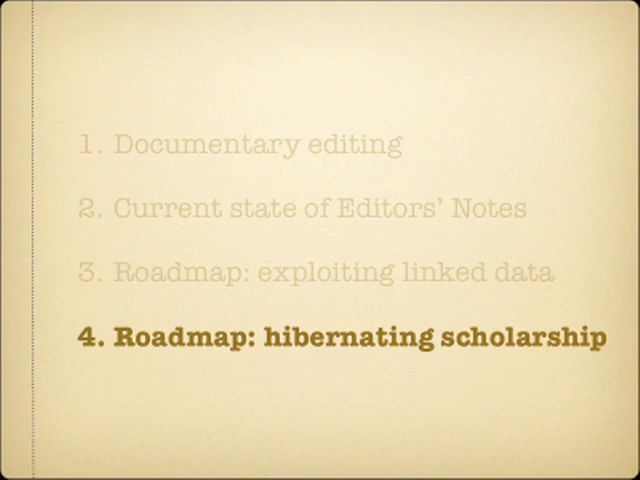 1. Documentary editing
2. Current state of Editors’ Notes
3. Roadmap: exploiting linked data
4. Roadmap: hibernating scholarship